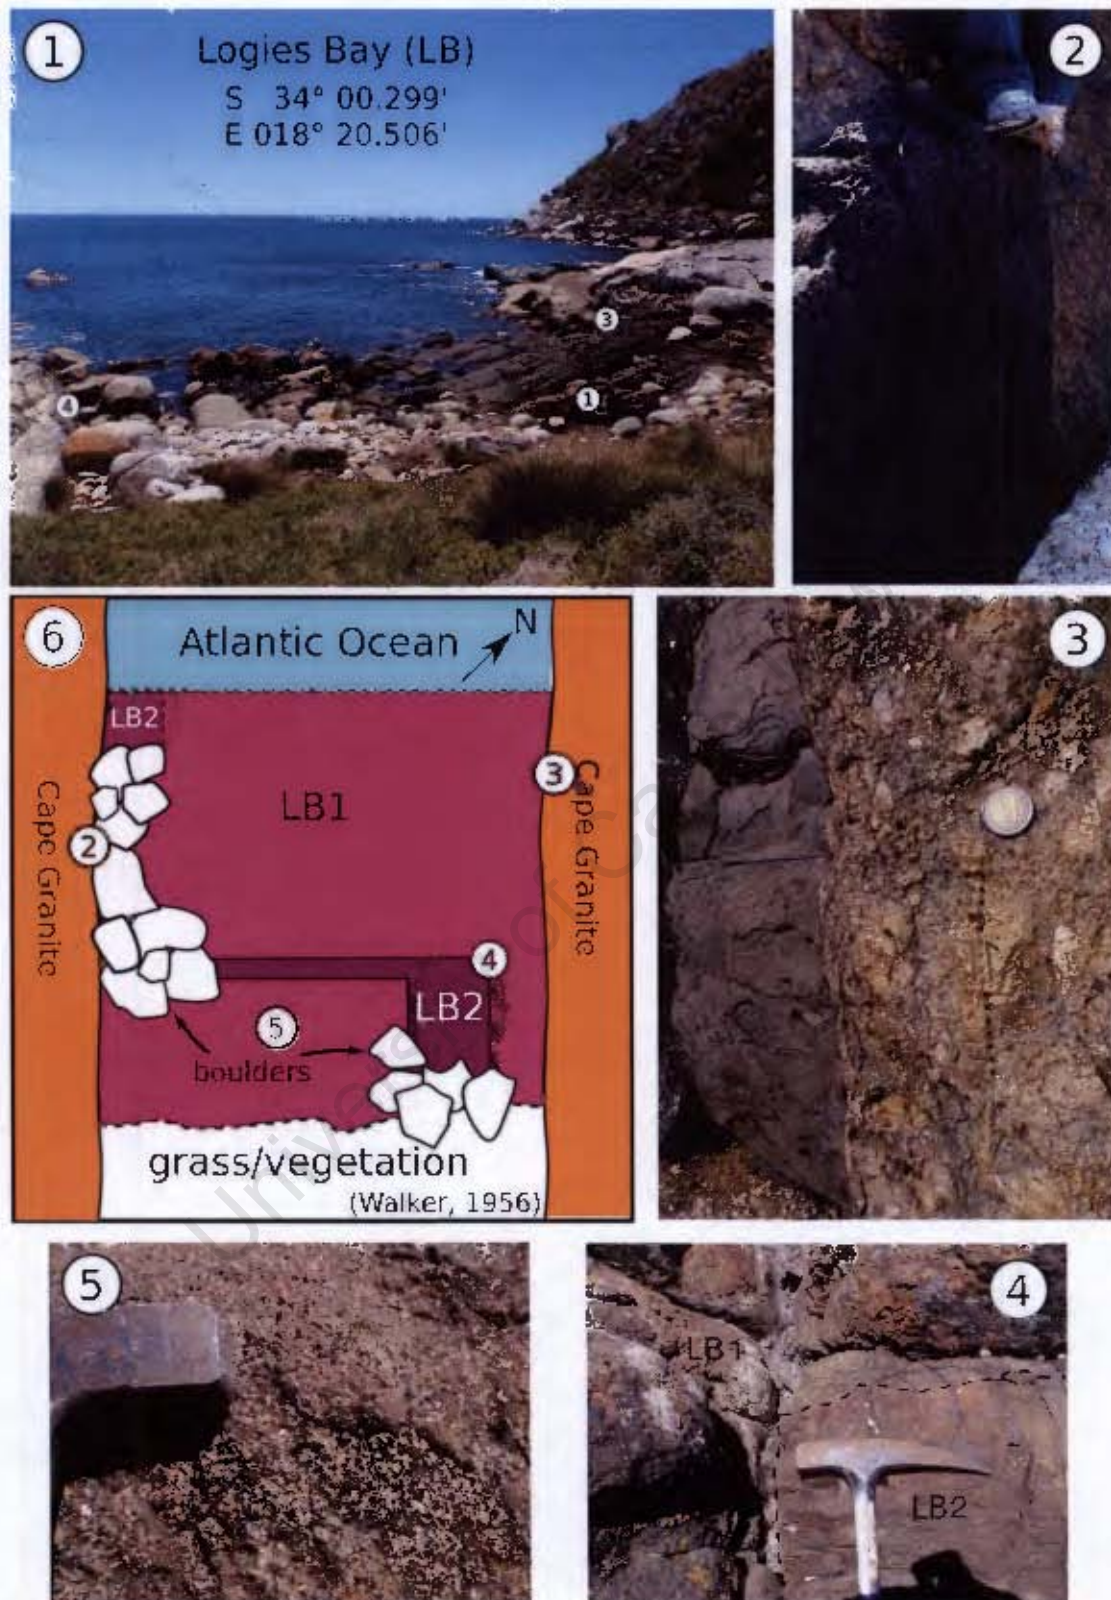 1
Logies Bay (LB)
S 34° 00.299'
E 018° 20.506'
3
1
4
2
6
Atlantic Ocean
N
LB2
Cape Granite
2
LB1
3
Cape Granite
4
LB2
5
boulders
grass/vegetation
(Walker, 1956)
3
5
4
LB1
LB2